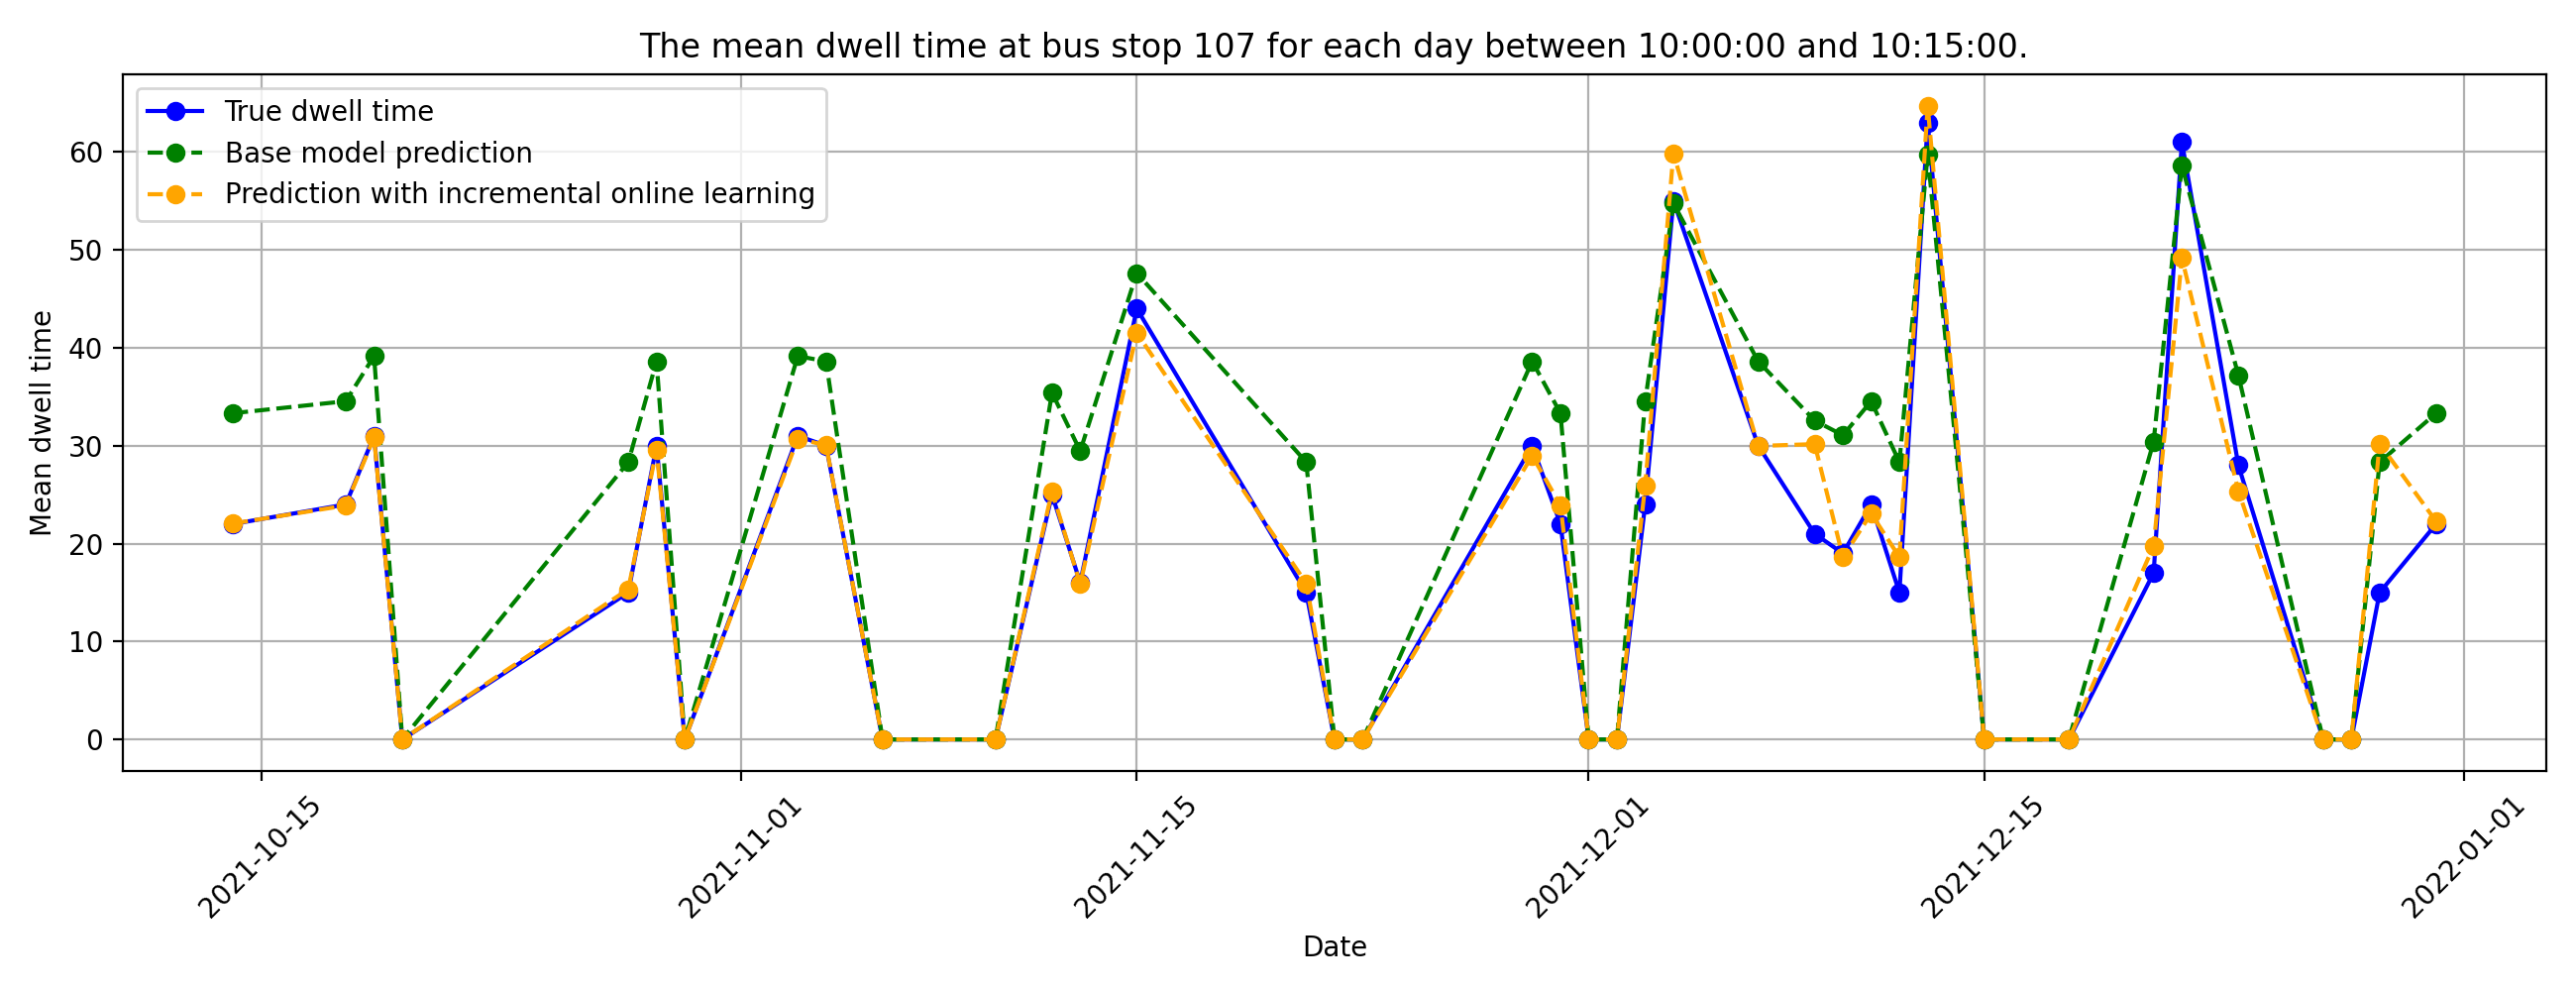 The mean dwell time at bus stop 107 for each day between 10:00:00 and 10:15:00.
True dwell time
Base model prediction
Prediction with incremental online learning
Mean dwell time
60
50
40
30
20
10
0
2021-10-15
2021-11-01
2021-11-15
2021-12-01
2021-12-15
2022-01-01
Date